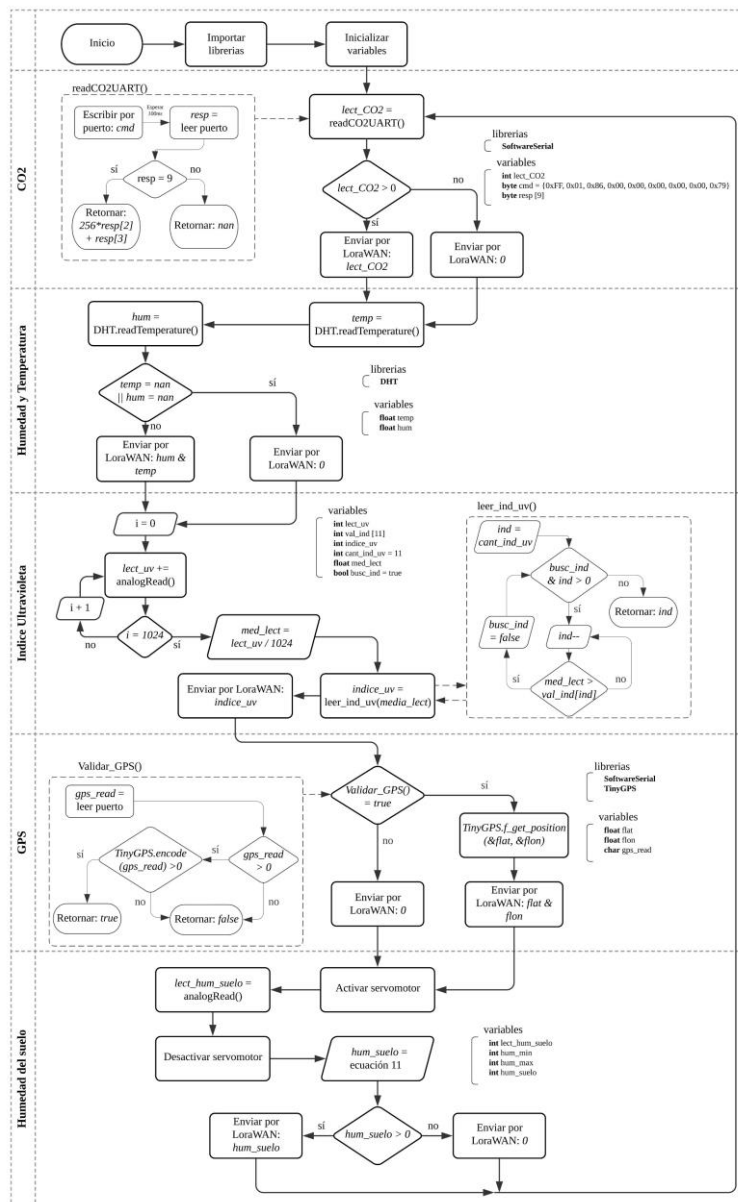 Inicio
Importar
librerias
Inicializar
variables
CO2
readCO2UART()
Escribir por
puerto: cmd
Esperar
100ms
resp =
leer puerto
resp = 9
sí
no
Retornar:
256*resp[2]
+ resp[3]
Retornar: nan
lect_CO2 =
readCO2UART()
lect_CO2 > 0
no
sí
Enviar por
LoraWAN:
lect_CO2
Enviar por
LoraWAN: 0
librerias
SoftwareSerial
variables
int lect_CO2
byte cmd = {0xFF, 0x01, 0x86, 0x00, 0x00, 0x00, 0x00, 0x00, 0x79}
byte resp [9]
Humedad y Temperatura
hum =
DHT.readTemperature()
temp =
DHT.readTemperature()
temp = nan
|| hum = nan
sí
no
Enviar por
LoraWAN: hum &
temp
Enviar por
LoraWAN: 0
librerias
DHT
variables
float temp
float hum
Indice Ultravioleta
i = 0
lect_uv +=
analogRead()
i + 1
i = 1024
no
sí
med_lect =
lect_uv / 1024
variables
int lect_uv
int val_ind [11]
int indice_uv
int cant_ind_uv = 11
float med_lect
bool busc_ind = true
leer_ind_uv()
ind =
cant_ind_uv
busc_ind
& ind > 0
no
sí
Retornar: ind
busc_ind
= false
ind--
med_lect >
val_ind[ind]
sí
no
Enviar por LoraWAN:
indice_uv
indice_uv =
leer_ind_uv(media_lect)
GPS
Validar_GPS()
gps_read =
leer puerto
TinyGPS.encode
(gps_read) >0
sí
gps_read
> 0
sí
no
no
Retornar: true
Retornar: false
Validar_GPS()
= true
sí
no
TinyGPS.f_get_position
(&flat, &flon)
Enviar por
LoraWAN: 0
Enviar por
LoraWAN: flat &
flon
librerias
SoftwareSerial
TinyGPS
variables
float flat
float flon
char gps_read
Humedad del suelo
lect_hum_suelo =
analogRead()
Activar servomotor
Desactivar servomotor
hum_suelo =
ecuación 11
variables
int lect_hum_suelo
int hum_min
int hum_max
int hum_suelo
Enviar por
LoraWAN:
hum_suelo
sí
hum_suelo > 0
no
Enviar por
LoraWAN: 0